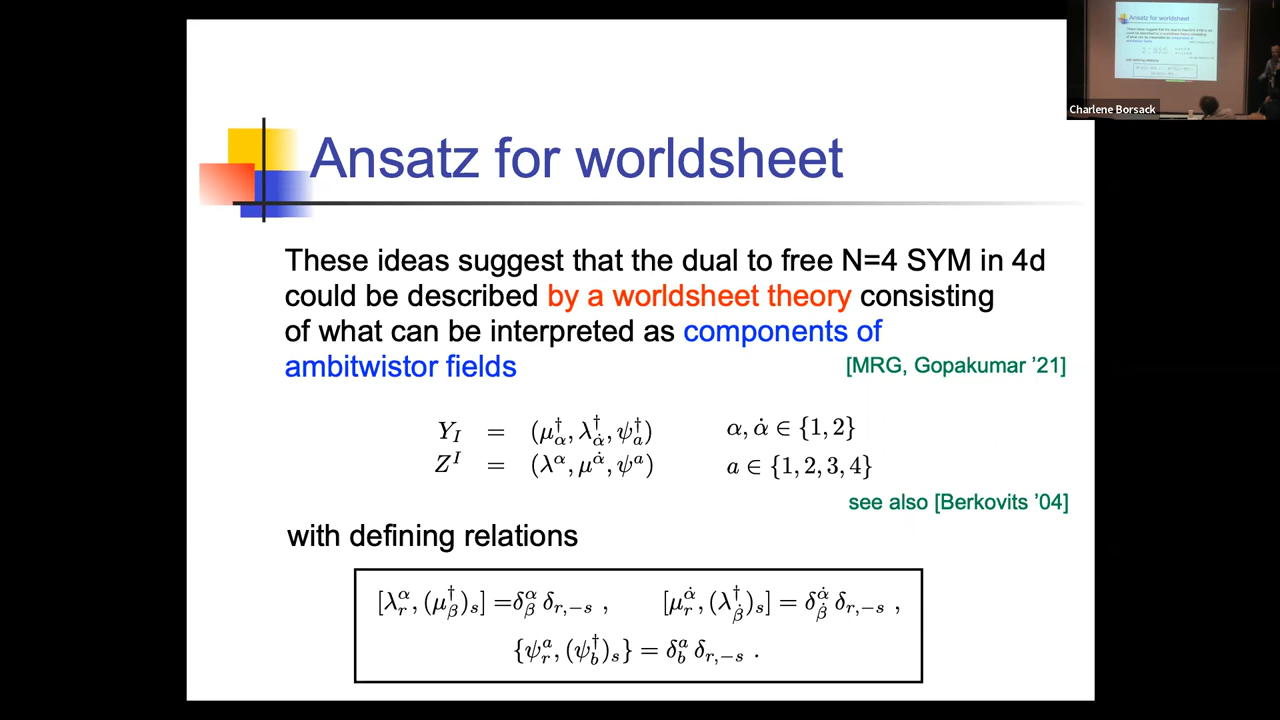 Ansatz for worldsheet
These ideas suggest that the dual to free N=4 SYM in 4d
could be described by a worldsheet theory consisting
of what can be interpreted as components of
ambitwistor fields
[MRG, Gopakumar ’21]
Y_I = (μ^†_α, λ^†_α̇, ψ^†_a) α, α̇ ∈ {1, 2}
Z^I = (λ^α, μ^α̇, ψ^a) a ∈ {1, 2, 3, 4}
see also [Berkovits ’04]
with defining relations
[λ^α_r, (μ^†_β)_s] =δ^α_β δ_{r,−s} , [μ^α̇_r, (λ^†_β̇)_s] = δ^α̇_β̇ δ_{r,−s} ,
{ψ^a_r, (ψ^†_b)_s} = δ^a_b δ_{r,−s} .
Ansatz for worldsheet
Charlene Borsack